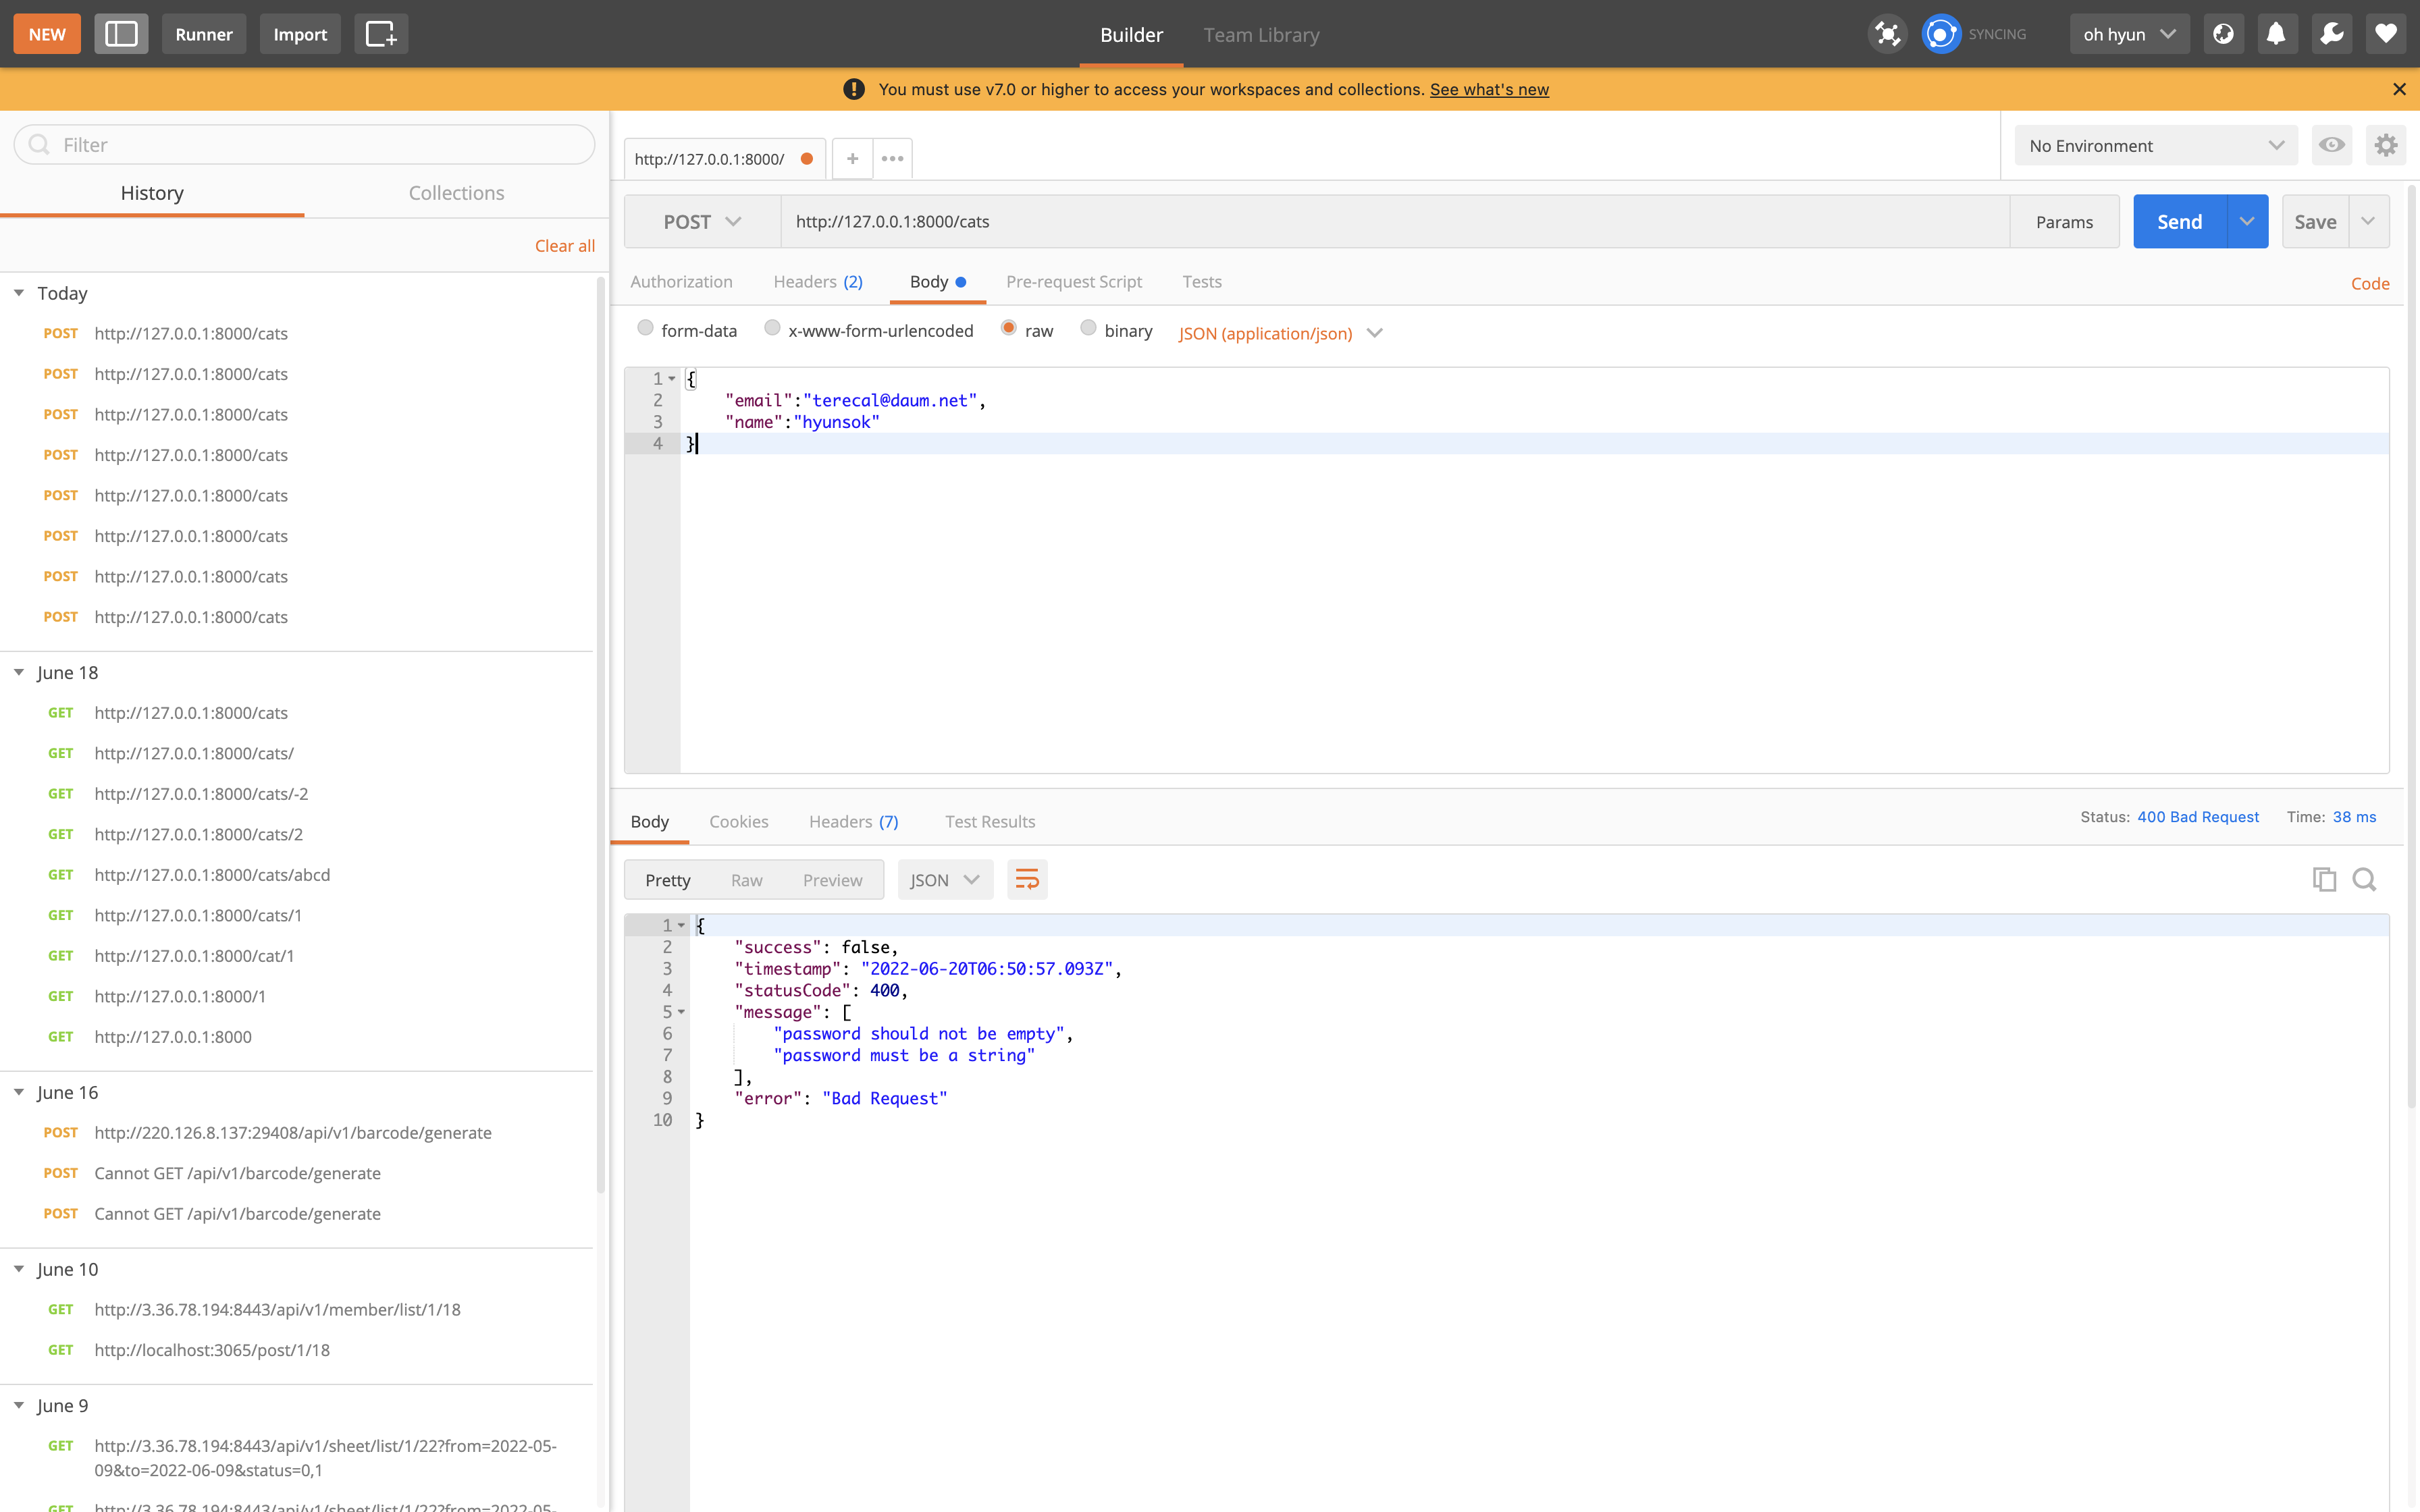 NEW
Runner
Import
Builder
Team Library
SYNCING
oh hyun
You must use v7.0 or higher to access your workspaces and collections. See what's new
Filter
History
Collections
Clear all
Today
POST http://127.0.0.1:8000/cats
POST http://127.0.0.1:8000/cats
POST http://127.0.0.1:8000/cats
POST http://127.0.0.1:8000/cats
POST http://127.0.0.1:8000/cats
POST http://127.0.0.1:8000/cats
POST http://127.0.0.1:8000/cats
POST http://127.0.0.1:8000/cats
June 18
GET http://127.0.0.1:8000/cats
GET http://127.0.0.1:8000/cats/
GET http://127.0.0.1:8000/cats/-2
GET http://127.0.0.1:8000/cats/2
GET http://127.0.0.1:8000/cats/abcd
GET http://127.0.0.1:8000/cats/1
GET http://127.0.0.1:8000/cat/1
GET http://127.0.0.1:8000/1
GET http://127.0.0.1:8000
June 16
POST http://220.126.8.137:29408/api/v1/barcode/generate
POST Cannot GET /api/v1/barcode/generate
POST Cannot GET /api/v1/barcode/generate
June 10
GET http://3.36.78.194:8443/api/v1/member/list/1/18
GET http://localhost:3065/post/1/18
June 9
GET http://3.36.78.194:8443/api/v1/sheet/list/1/22?from=2022-05-
09&to=2022-06-09&status=0,1
GET http://3.36.78.194:8443/api/v1/sheet/list/1/22?from=2022-05-
http://127.0.0.1:8000/
No Environment
POST
http://127.0.0.1:8000/cats
Params
Send
Save
Authorization
Headers (2)
Body
Pre-request Script
Tests
Code
form-data
x-www-form-urlencoded
raw
binary
JSON (application/json)
1 {
2 "email":"terecal@daum.net",
3 "name":"hyunsok"
4 }
Body
Cookies
Headers (7)
Test Results
Status: 400 Bad Request
Time: 38 ms
Pretty
Raw
Preview
JSON
1 {
2 "success": false,
3 "timestamp": "2022-06-20T06:50:57.093Z",
4 "statusCode": 400,
5 "message": [
6 "password should not be empty",
7 "password must be a string"
8 ],
9 "error": "Bad Request"
10 }